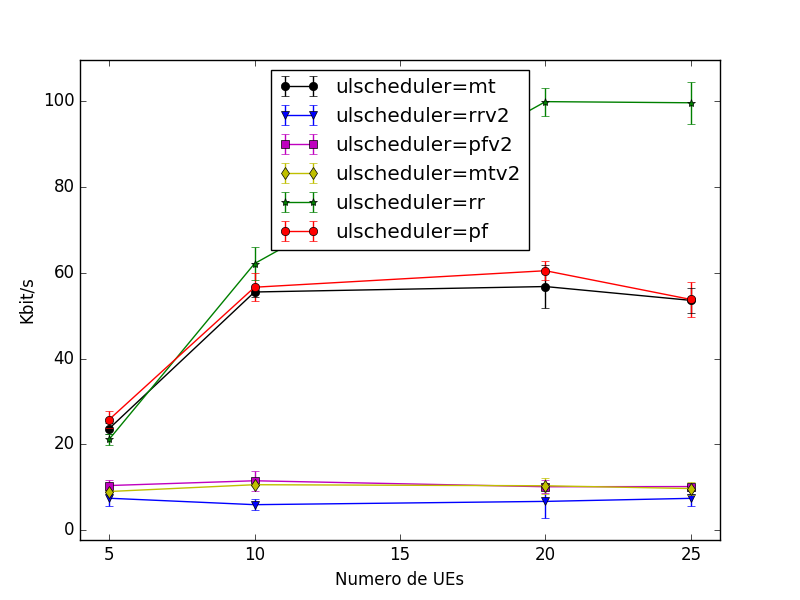 ulscheduler=mt
ulscheduler=rrv2
ulscheduler=pfv2
ulscheduler=mtv2
ulscheduler=rr
ulscheduler=pf
100
80
60
40
20
0
Kbit/s
5 10 15 20 25
Numero de UEs